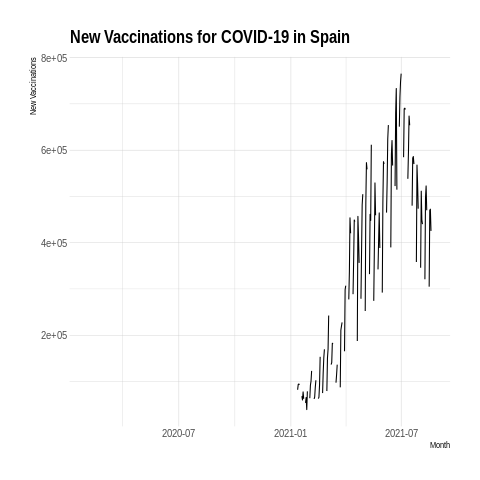 New Vaccinations for COVID-19 in Spain
New Vaccinations
8e+05
6e+05
4e+05
2e+05
2020-07
2021-01
2021-07
Month